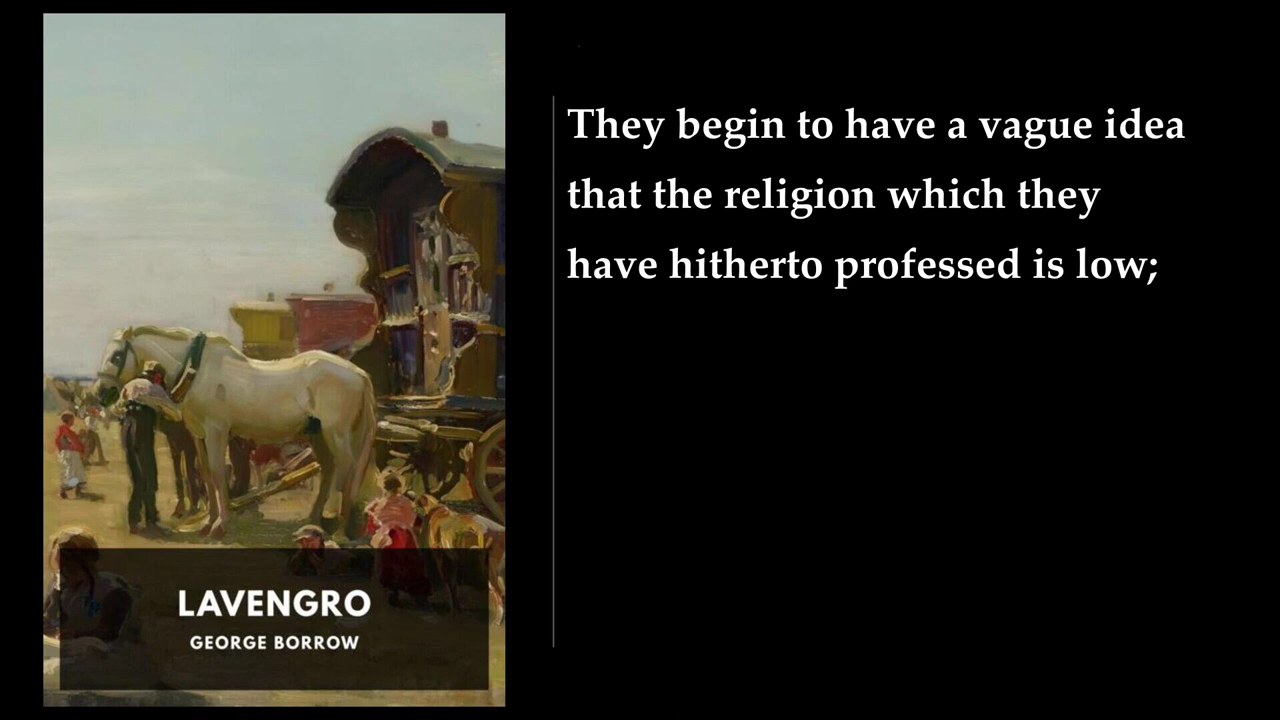 They begin to have a vague idea
that the religion which they
have hitherto professed is low;
LAVENGRO
GEORGE BORROW